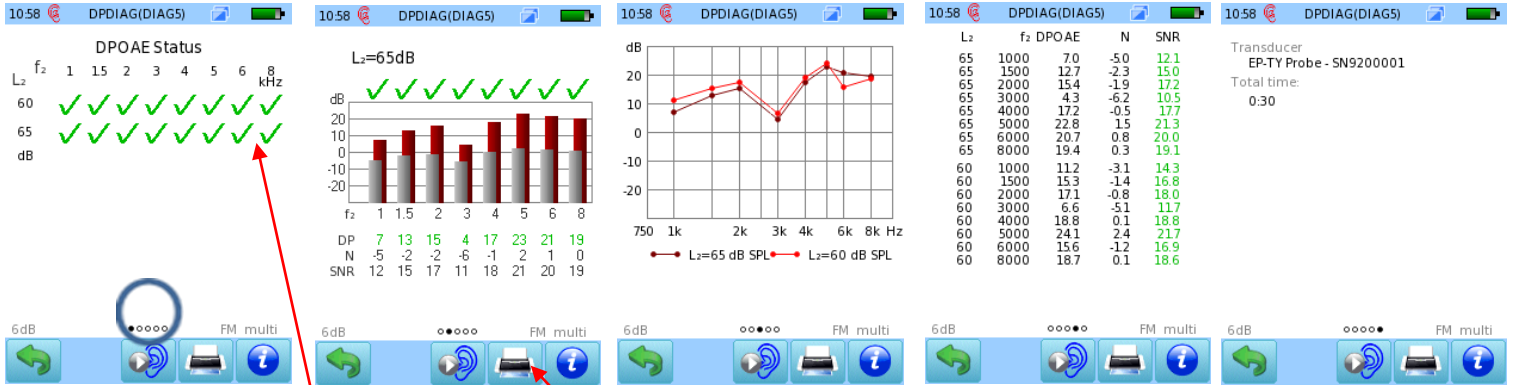 10:58 DPDIAG(DIAG5)
DPOAE Status
L₂ f₂ 1 1.5 2 3 4 5 6 8
kHz
60
65
dB
6dB FM multi
10:58 DPDIAG(DIAG5)
L₂=65dB
dB
20
10
0
-10
-20
f₂ 1 1.5 2 3 4 5 6 8
DP 7 13 15 4 17 23 21 19
N -5 -2 -2 -6 -1 2 1 0
SNR 12 15 17 11 18 21 20 19
6dB FM multi
10:58 DPDIAG(DIAG5)
dB
20
10
0
-10
-20
750 1k 2k 3k 4k 6k 8k Hz
L₂=65 dB SPL L₂=60 dB SPL
6dB FM multi
10:58 DPDIAG(DIAG5)
L₂ f₂ DPOAE N SNR
65 1000 7.0 -5.0 12.1
65 1500 12.7 -2.3 15.0
65 2000 15.4 -1.9 17.2
65 3000 4.3 -6.2 10.5
65 4000 17.2 -0.5 17.7
65 5000 22.8 1.5 21.3
65 6000 20.7 0.8 20.0
65 8000 19.4 0.3 19.1
60 1000 11.2 -3.1 14.3
60 1500 15.3 -1.4 16.8
60 2000 17.1 -0.8 18.0
60 3000 6.6 -5.1 11.7
60 4000 18.8 0.1 18.8
60 5000 24.1 2.4 21.7
60 6000 15.6 -1.2 16.9
60 8000 18.7 0.1 18.6
6dB FM multi
10:58 DPDIAG(DIAG5)
Transducer
EP-TY Probe - SN9200001
Total time:
0:30
6dB FM multi